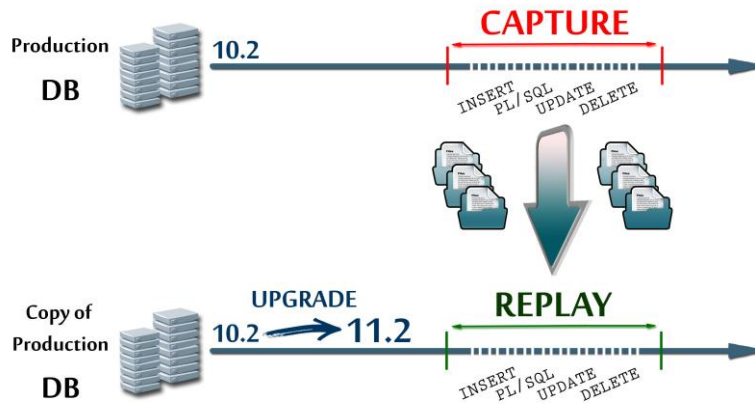 CAPTURE
Production
DB
10.2
INSERT
PL/SQL
UPDATE
DELETE
UPGRADE
REPLAY
Copy of
Production
DB
10.2
11.2
INSERT
PL/SQL
UPDATE
DELETE